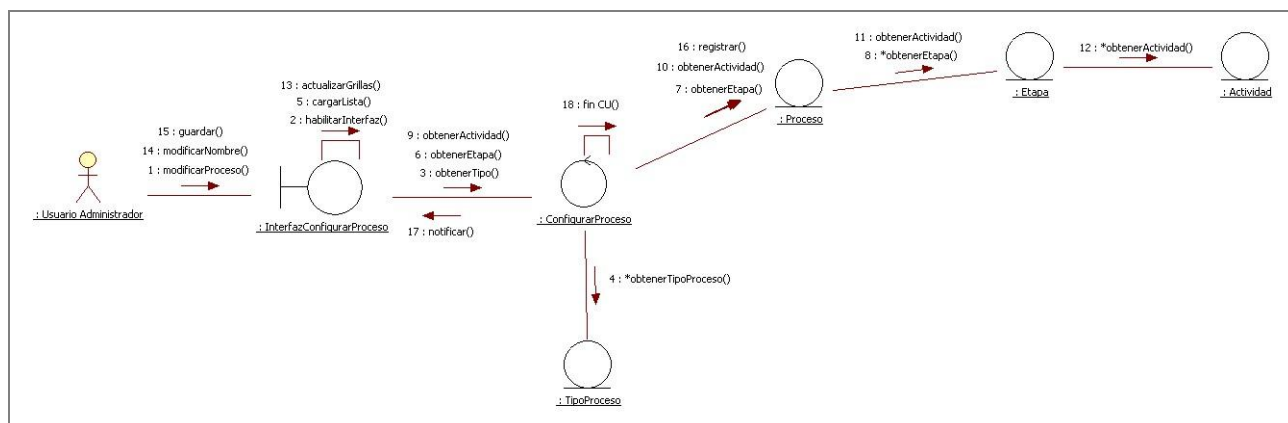 16 : registrar()
10 : obtenerActividad()
7 : obtenerEtapa()
11 : obtenerActividad()
8 : *obtenerEtapa()
12 : *obtenerActividad()
: Proceso
: Etapa
: Actividad
13 : actualizarGrillas()
5 : cargarLista()
2 : habilitarInterfaz()
18 : fin CU()
15 : guardar()
14 : modificarNombre()
1 : modificarProceso()
9 : obtenerActividad()
6 : obtenerEtapa()
3 : obtenerTipo()
: Usuario Administrador
: InterfazConfigurarProceso
17 : notificar()
: ConfigurarProceso
4 : *obtenerTipoProceso()
: TipoProceso